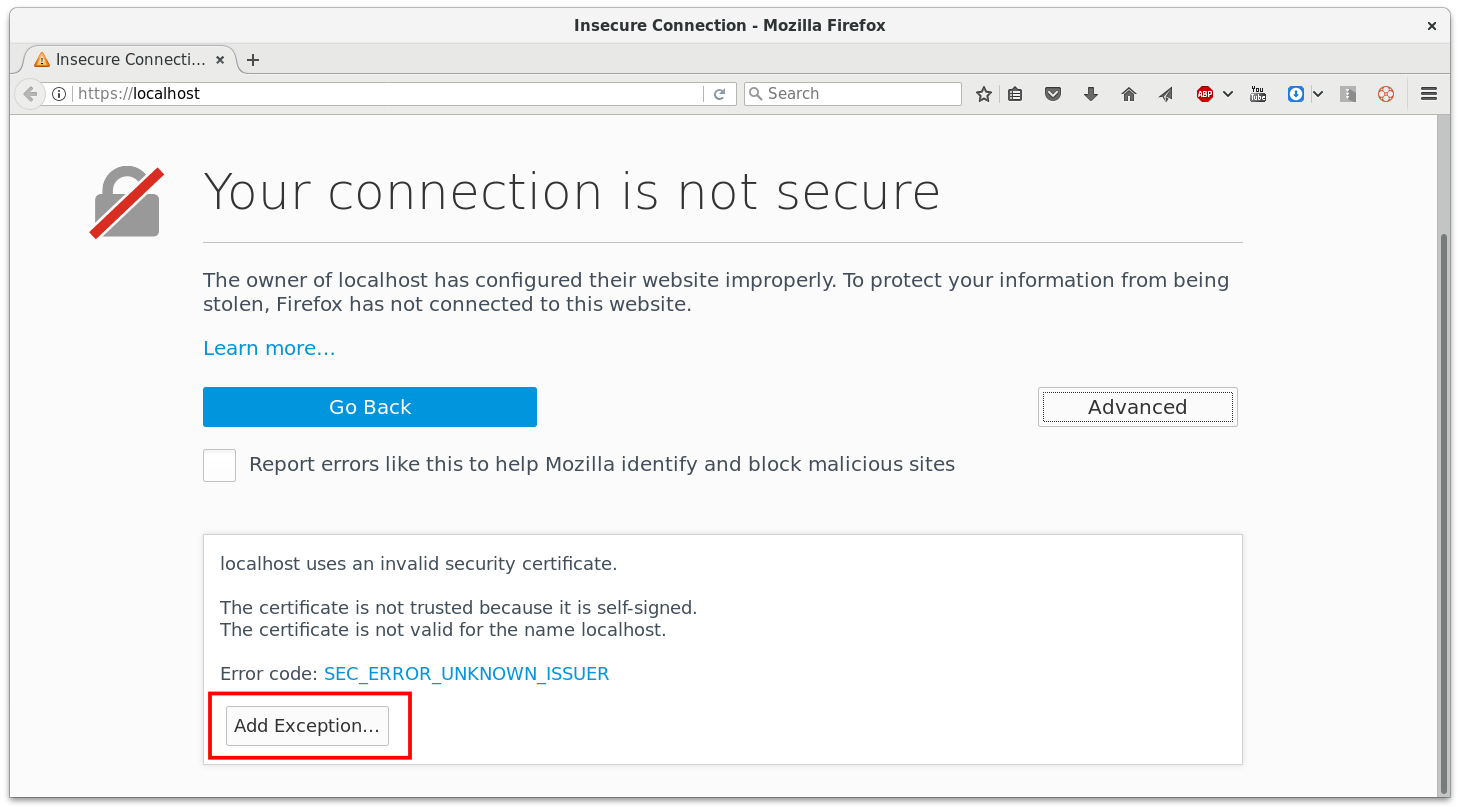 Insecure Connection - Mozilla Firefox
Insecure Connecti...
https://localhost
Search
ABP
You Tube
Your connection is not secure
The owner of localhost has configured their website improperly. To protect your information from being
stolen, Firefox has not connected to this website.
Learn more...
Go Back
Advanced
Report errors like this to help Mozilla identify and block malicious sites
localhost uses an invalid security certificate.
The certificate is not trusted because it is self-signed.
The certificate is not valid for the name localhost.
Error code: SEC_ERROR_UNKNOWN_ISSUER
Add Exception...